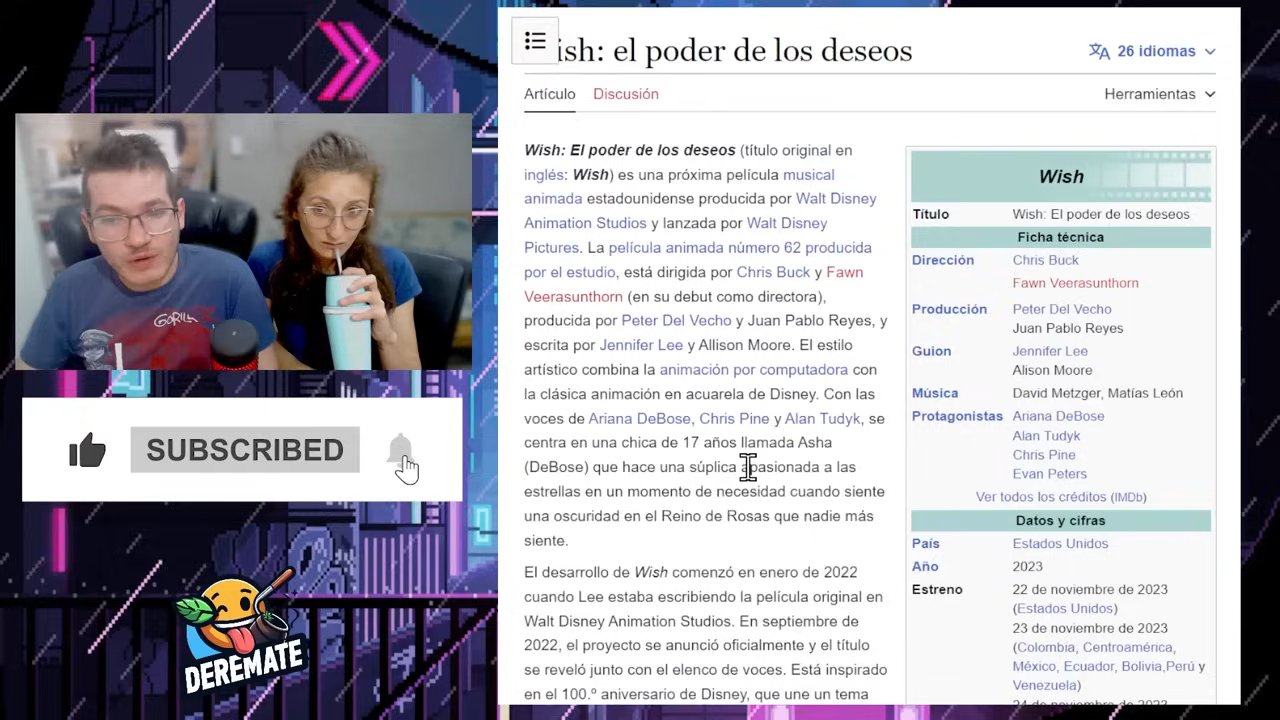 ish: el poder de los deseos
26 idiomas
Artículo
Discusión
Herramientas
Wish: El poder de los deseos (título original en
inglés: Wish) es una próxima película musical
animada estadounidense producida por Walt Disney
Animation Studios y lanzada por Walt Disney
Pictures. La película animada número 62 producida
por el estudio, está dirigida por Chris Buck y Fawn
Veerasunthorn (en su debut como directora),
producida por Peter Del Vecho y Juan Pablo Reyes, y
escrita por Jennifer Lee y Allison Moore. El estilo
artístico combina la animación por computadora con
la clásica animación en acuarela de Disney. Con las
voces de Ariana DeBose, Chris Pine y Alan Tudyk, se
centra en una chica de 17 años llamada Asha
(DeBose) que hace una súplica apasionada a las
estrellas en un momento de necesidad cuando siente
una oscuridad en el Reino de Rosas que nadie más
siente.
El desarrollo de Wish comenzó en enero de 2022
cuando Lee estaba escribiendo la película original en
Walt Disney Animation Studios. En septiembre de
2022, el proyecto se anunció oficialmente y el título
se reveló junto con el elenco de voces. Está inspirado
en el 100.º aniversario de Disney, que une un tema
Wish
Título Wish: El poder de los deseos
Ficha técnica
Dirección Chris Buck
Fawn Veerasunthorn
Producción Peter Del Vecho
Juan Pablo Reyes
Guion Jennifer Lee
Alison Moore
Música David Metzger, Matías León
Protagonistas Ariana DeBose
Alan Tudyk
Chris Pine
Evan Peters
Ver todos los créditos (IMDb)
Datos y cifras
País Estados Unidos
Año 2023
Estreno 22 de noviembre de 2023
(Estados Unidos)
23 de noviembre de 2023
(Colombia, Centroamérica,
México, Ecuador, Bolivia,Perú y
Venezuela)
24 de noviembre de 2023
GORILL
SUBSCRIBED
DEREMATE